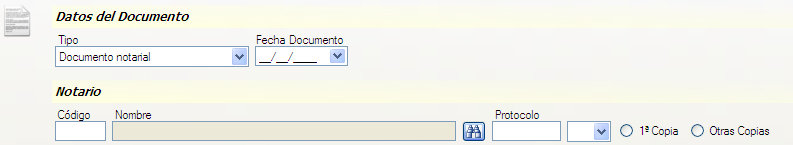 Datos del Documento
Tipo Fecha Documento
Documento notarial __/__/____
Notario
Código Nombre Protocolo
1ª Copia Otras Copias